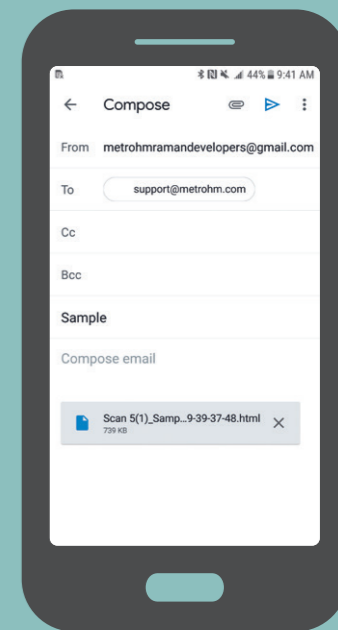 44% 9:41 AM
Compose
From metrohmramandevelopers@gmail.com
To support@metrohm.com
Cc
Bcc
Sample
Compose email
Scan 5(1)_Samp...9-39-37-48.html
739 KB